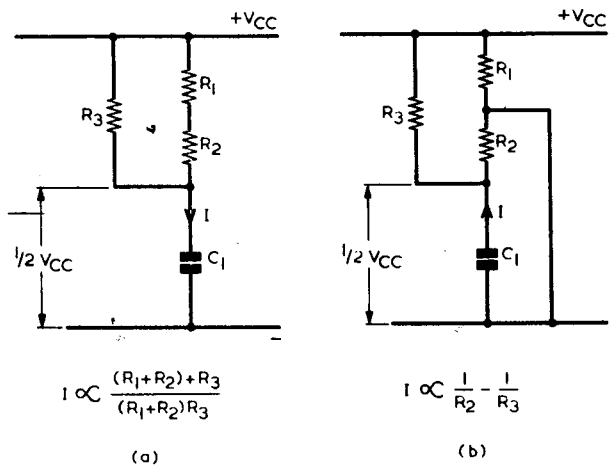 +VCC
R1
R3
R2
I
1/2 VCC
C1
I ∝ (R1+R2)+R3 / (R1+R2)R3
(a)
+VCC
R1
R3
R2
I
1/2 VCC
C1
I ∝ 1/R2 - 1/R3
(b)